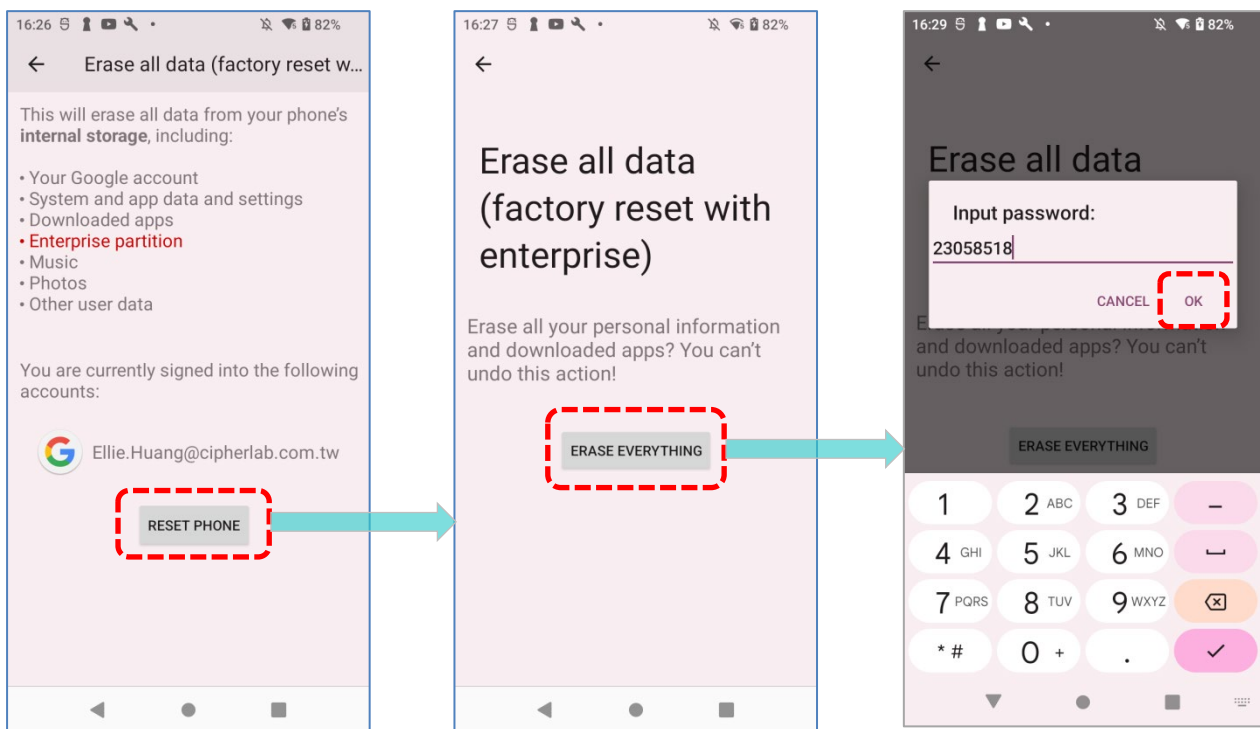 16:26
82%
Erase all data (factory reset w...
This will erase all data from your phone's
internal storage, including:
• Your Google account
• System and app data and settings
• Downloaded apps
• Enterprise partition
• Music
• Photos
• Other user data
You are currently signed into the following
accounts:
Ellie.Huang@cipherlab.com.tw
RESET PHONE
16:27
82%
Erase all data
(factory reset with
enterprise)
Erase all your personal information
and downloaded apps? You can't
undo this action!
ERASE EVERYTHING
16:29
82%
Erase all data
Input password:
23058518
CANCEL OK
Erase all your personal information
and downloaded apps? You can't
undo this action!
ERASE EVERYTHING
1 2 ABC 3 DEF –
4 GHI 5 JKL 6 MNO
7 PQRS 8 TUV 9 WXYZ
* # 0 + .